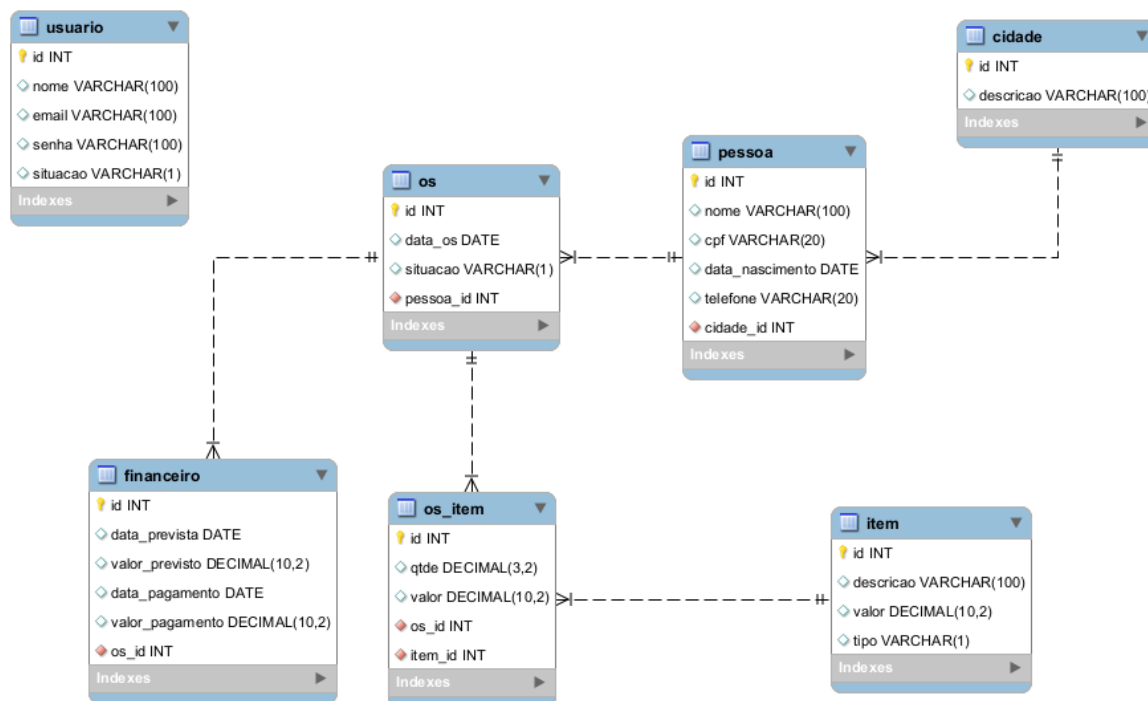 usuario
id INT
nome VARCHAR(100)
email VARCHAR(100)
senha VARCHAR(100)
situacao VARCHAR(1)
Indexes
cidade
id INT
descricao VARCHAR(100)
Indexes
os
id INT
data_os DATE
situacao VARCHAR(1)
pessoa_id INT
Indexes
pessoa
id INT
nome VARCHAR(100)
cpf VARCHAR(20)
data_nascimento DATE
telefone VARCHAR(20)
cidade_id INT
Indexes
financeiro
id INT
data_prevista DATE
valor_previsto DECIMAL(10,2)
data_pagamento DATE
valor_pagamento DECIMAL(10,2)
os_id INT
Indexes
os_item
id INT
qtde DECIMAL(3,2)
valor DECIMAL(10,2)
os_id INT
item_id INT
Indexes
item
id INT
descricao VARCHAR(100)
valor DECIMAL(10,2)
tipo VARCHAR(1)
Indexes